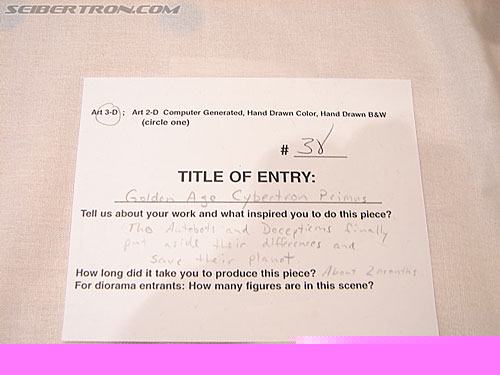 SEIBERTRON.COM
Art 3-D ; Art 2-D Computer Generated, Hand Drawn Color, Hand Drawn B&W
(circle one)
# 38
TITLE OF ENTRY:
Golden Age Cybertron Primus
Tell us about your work and what inspired you to do this piece?
The Autobots and Decepticons finally
put aside their differences and
save their planet.
How long did it take you to produce this piece? About 2 months
For diorama entrants: How many figures are in this scene?